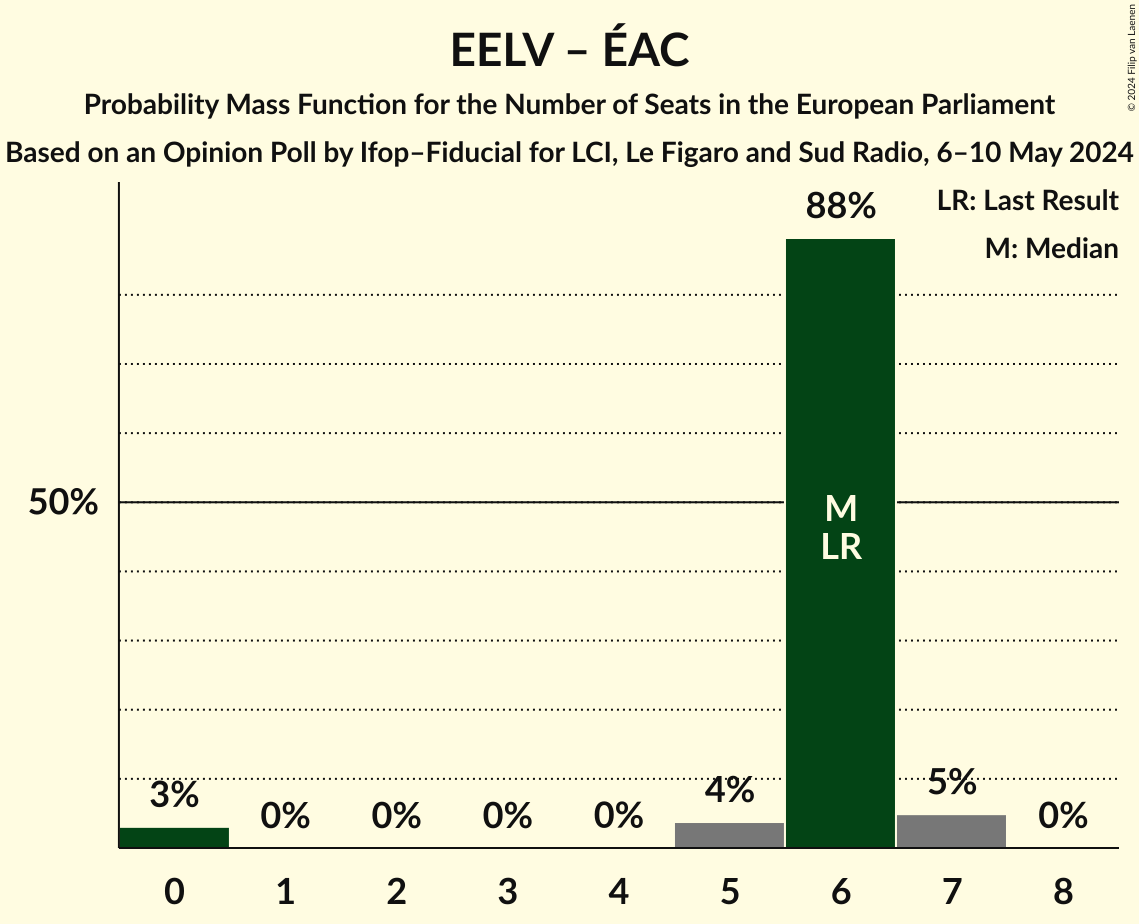 EELV – ÉAC
Probability Mass Function for the Number of Seats in the European Parliament
Based on an Opinion Poll by Ifop–Fiducial for LCI, Le Figaro and Sud Radio, 6–10 May 2024
© 2024 Filip van Laenen
LR: Last Result
M: Median
88%
50%
M
LR
3%
0%
0%
0%
0%
4%
5%
0%
0
1
2
3
4
5
6
7
8